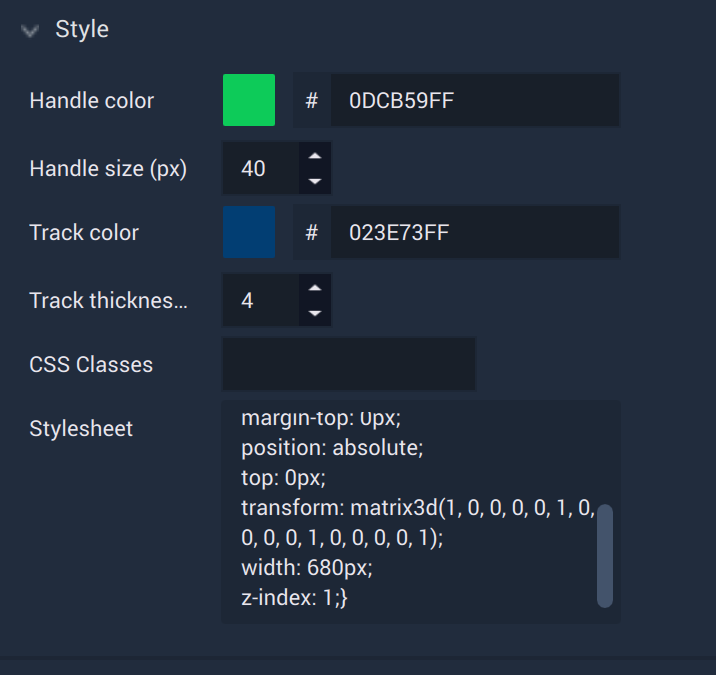 Style
Handle color # 0DCB59FF
Handle size (px) 40
Track color # 023E73FF
Track thicknes... 4
CSS Classes
Stylesheet
margin-top: 0px;
position: absolute;
top: 0px;
transform: matrix3d(1, 0, 0, 0, 0, 1, 0,
0, 0, 0, 1, 0, 0, 0, 0, 1);
width: 680px;
z-index: 1;}